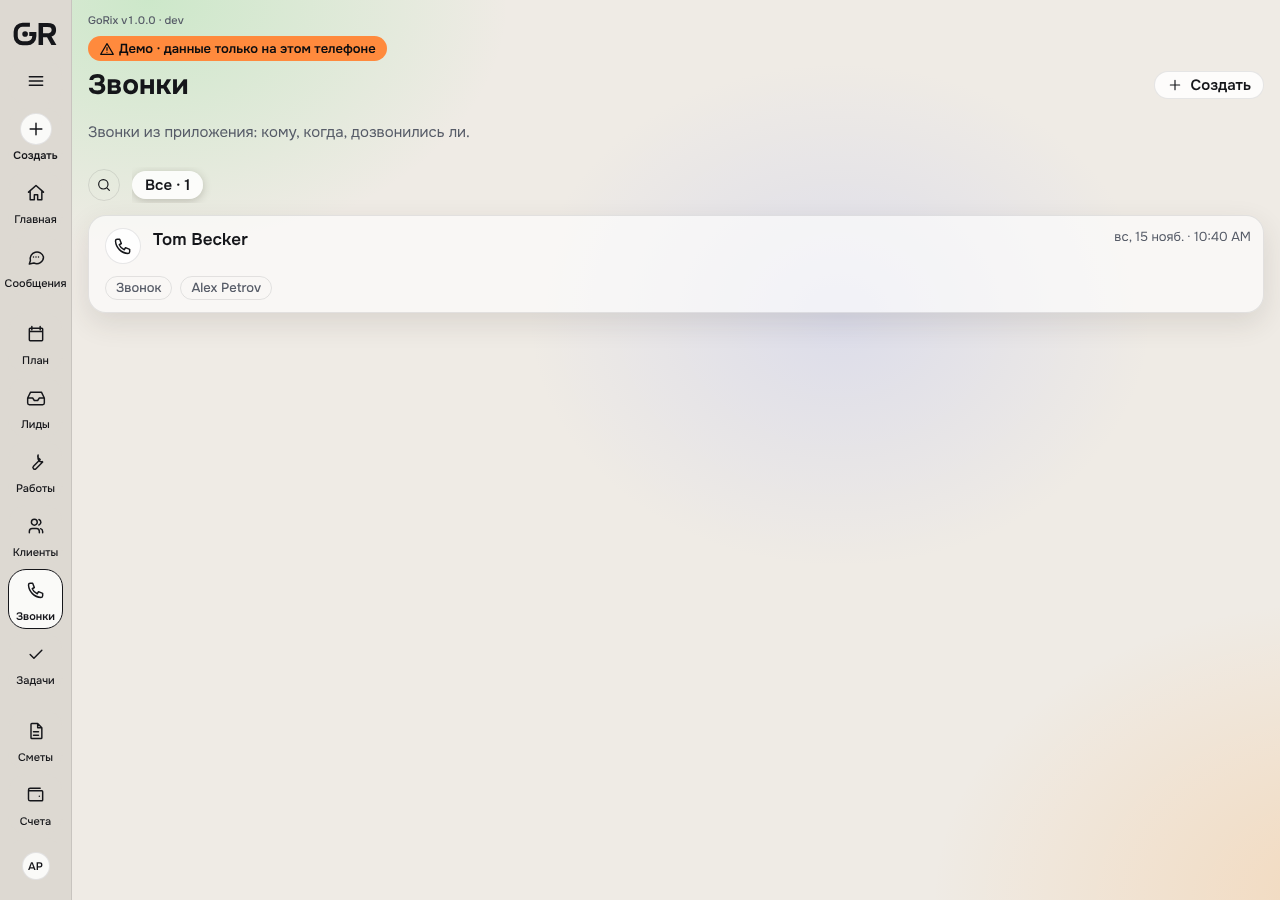 GR
GoRix v1.0.0 · dev
Демо · данные только на этом телефоне
Звонки
Создать
Звонки из приложения: кому, когда, дозвонились ли.
Все · 1
Tom Becker
вс, 15 нояб. · 10:40 AM
Звонок
Alex Petrov
Создать
Главная
Сообщения
План
Лиды
Работы
Клиенты
Звонки
Задачи
Сметы
Счета
AP